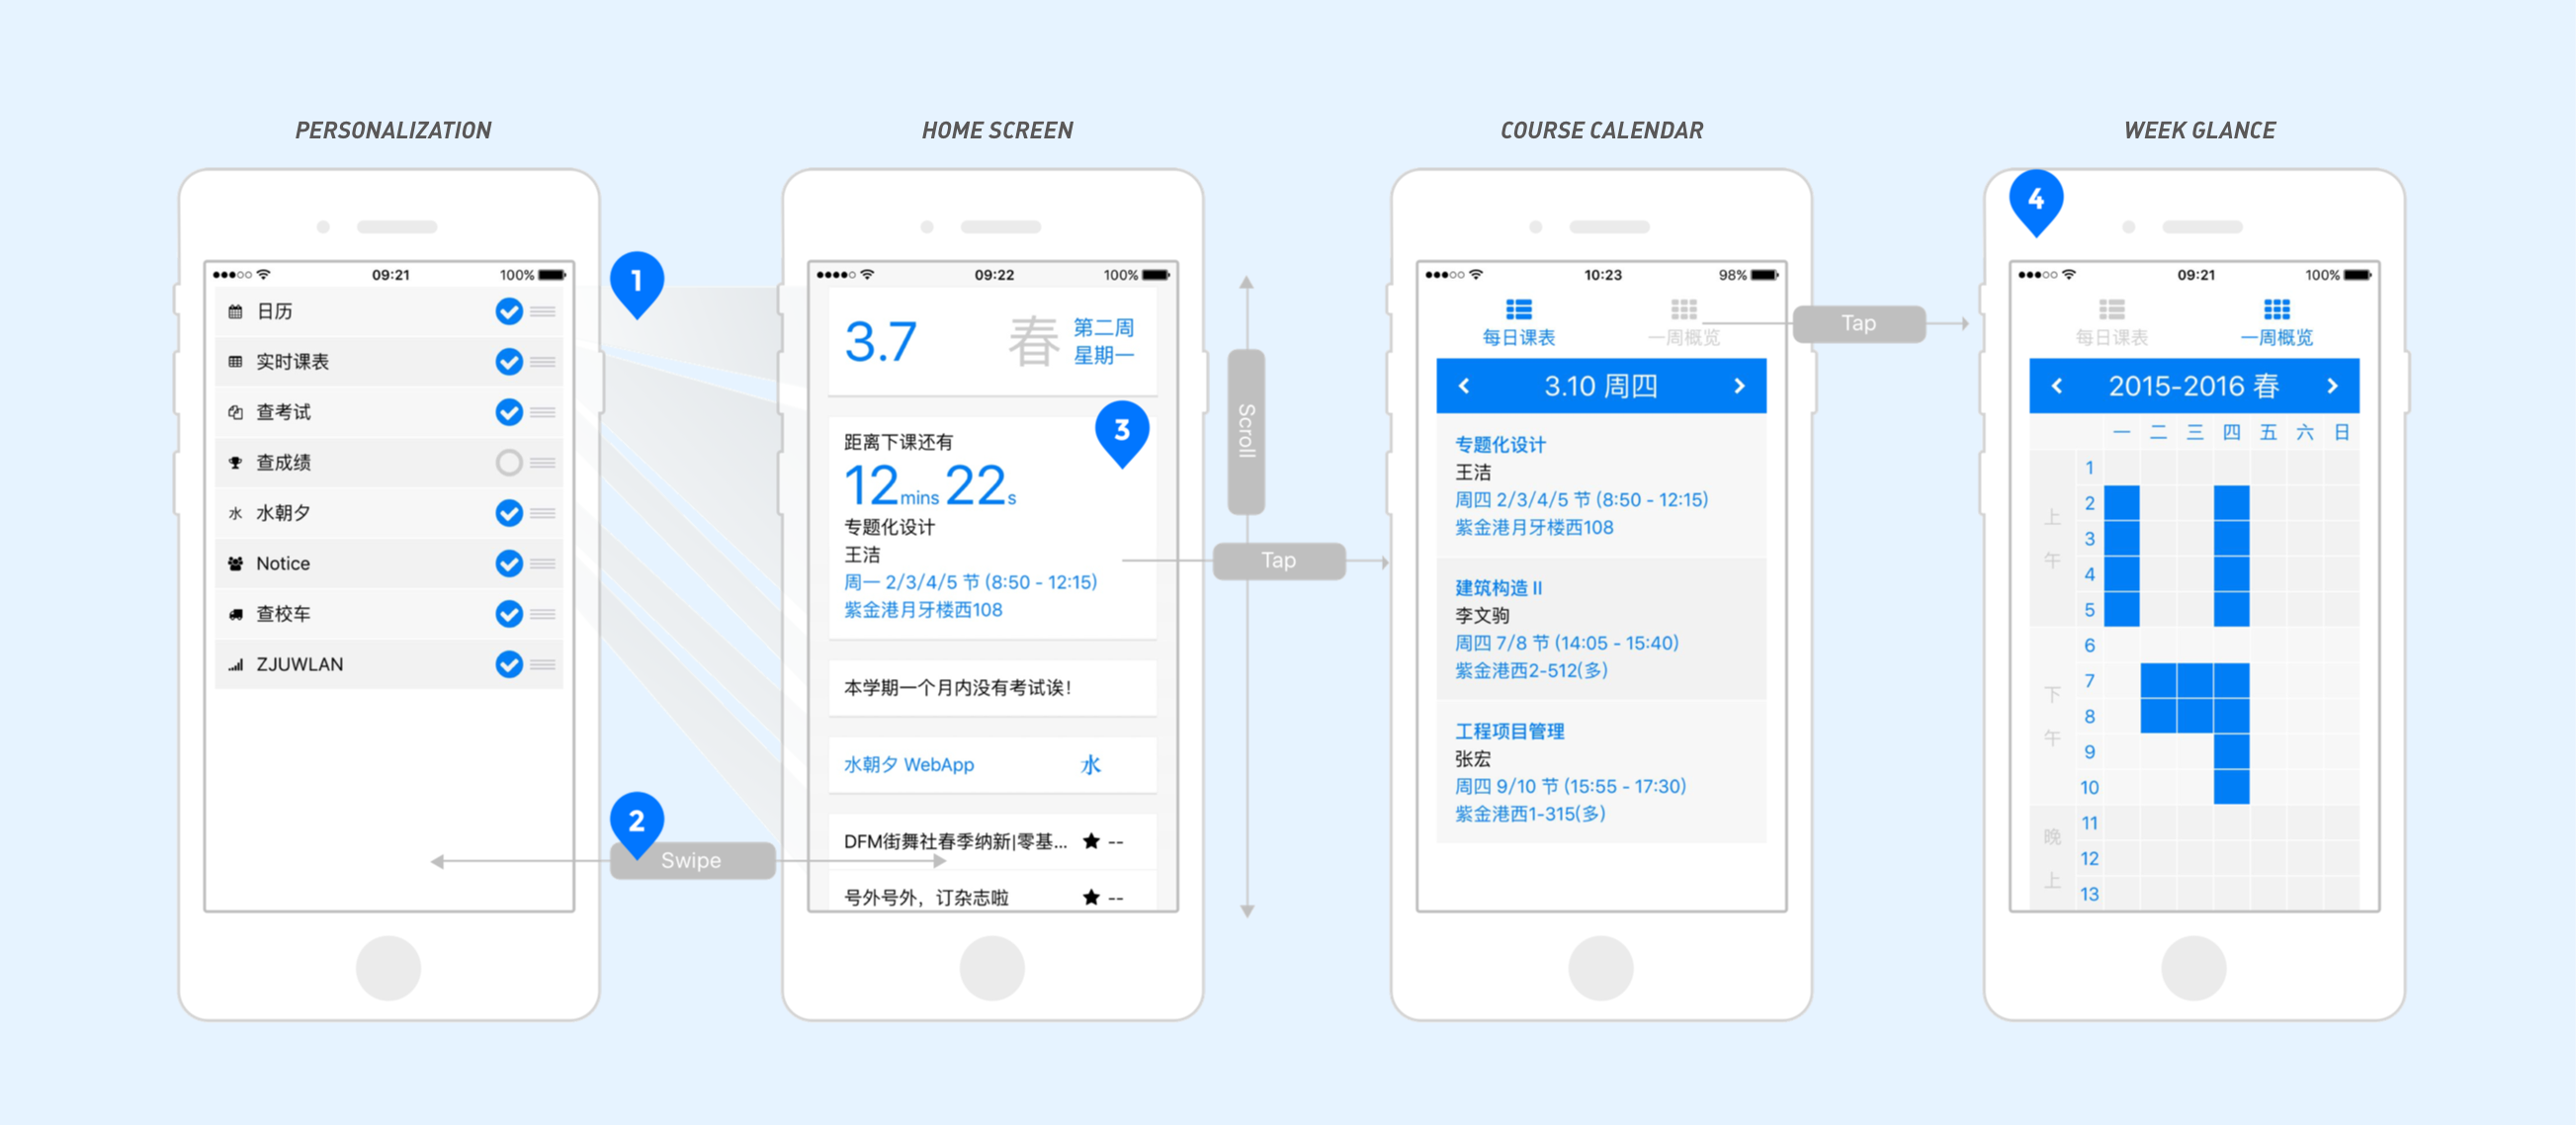 PERSONALIZATION
HOME SCREEN
COURSE CALENDAR
WEEK GLANCE
09:21
100%
日历
实时课表
查考试
查成绩
水 水朝夕
Notice
查校车
ZJUWLAN
1
2
Swipe
09:22
100%
3.7
春
第二周
星期一
3
距离下课还有
12mins 22s
专题化设计
王洁
周一 2/3/4/5 节 (8:50 - 12:15)
紫金港月牙楼西108
本学期一个月内没有考试诶！
水朝夕 WebApp 水
DFM街舞社春季纳新|零基... ★ --
号外号外，订杂志啦 ★ --
Scroll
Tap
10:23
98%
每日课表
一周概览
3.10 周四
专题化设计
王洁
周四 2/3/4/5 节 (8:50 - 12:15)
紫金港月牙楼西108
建筑构造 II
李文驹
周四 7/8 节 (14:05 - 15:40)
紫金港西2-512(多)
工程项目管理
张宏
周四 9/10 节 (15:55 - 17:30)
紫金港西1-315(多)
Tap
4
09:21
100%
每日课表
一周概览
2015-2016 春
一 二 三 四 五 六 日
上午
1
2
3
4
5
下午
6
7
8
9
10
晚上
11
12
13